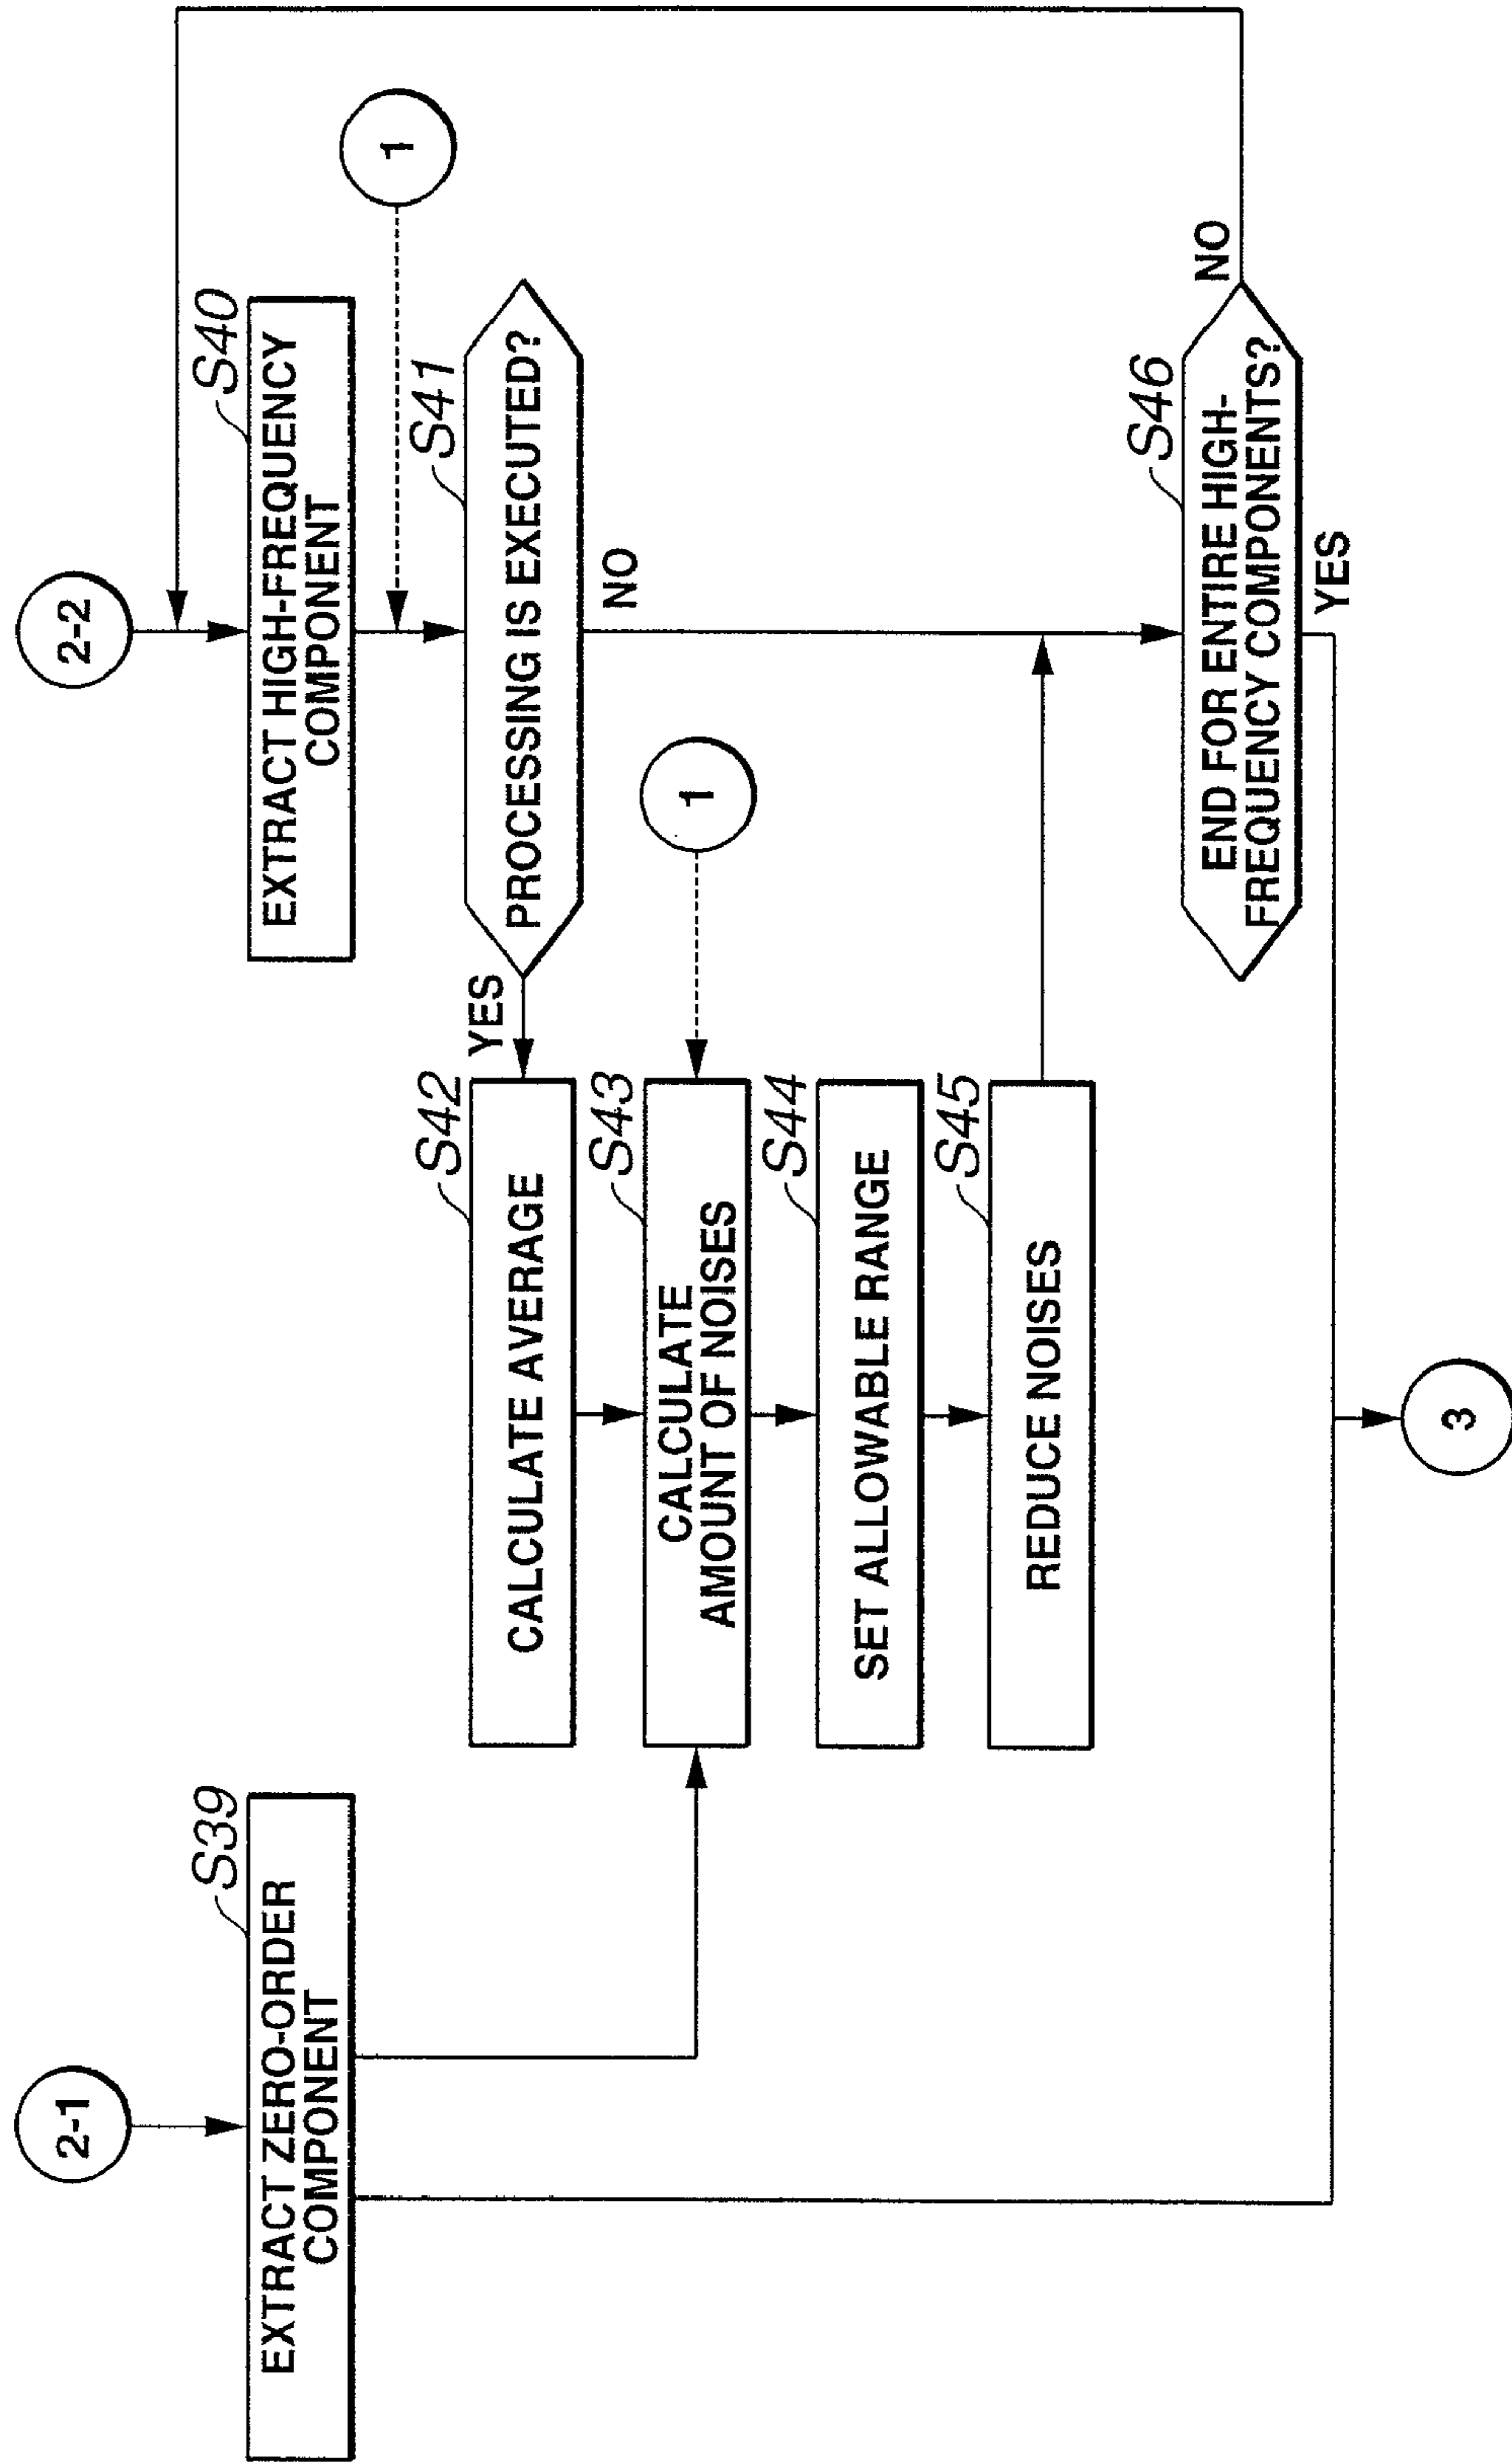 2-1
2-2
S39
EXTRACT ZERO-ORDER
COMPONENT
S40
EXTRACT HIGH-FREQUENCY
COMPONENT
1
S41
PROCESSING IS EXECUTED?
YES
NO
S42
CALCULATE AVERAGE
S43
CALCULATE
AMOUNT OF NOISES
1
S44
SET ALLOWABLE RANGE
S45
REDUCE NOISES
S46
END FOR ENTIRE HIGH-
FREQUENCY COMPONENTS?
NO
YES
3